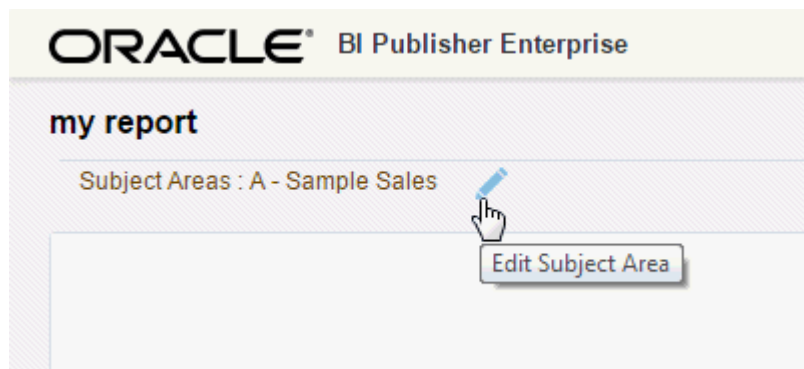 ORACLE® BI Publisher Enterprise
my report
Subject Areas : A - Sample Sales
Edit Subject Area